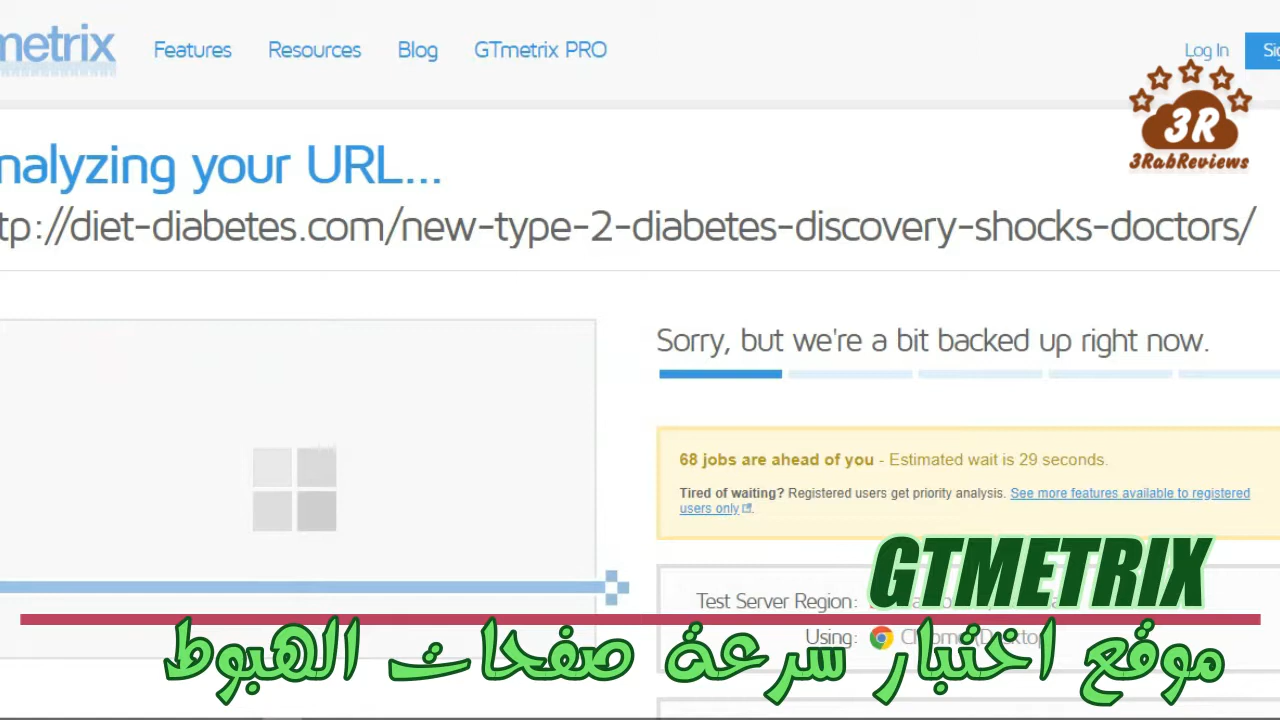 metrix Features Resources Blog GTmetrix PRO Log In
3R
3RabReviews
nalyzing your URL...
tp://diet-diabetes.com/new-type-2-diabetes-discovery-shocks-doctors/
Sorry, but we're a bit backed up right now.
68 jobs are ahead of you - Estimated wait is 29 seconds.
Tired of waiting? Registered users get priority analysis. See more features available to registered
users only.
GTMETRIX
Test Server Region:
Using:
موقع اختبار سرعة صفحات الهبوط